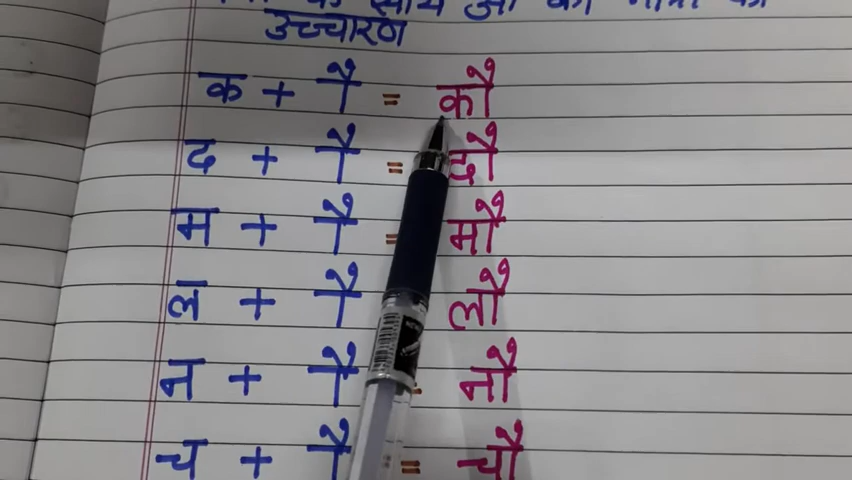 के साथ औ की मात्रा का
उच्चारण
क + ौ = कौ
द + ौ = दौ
म + ौ = मौ
ल + ौ लौ
न + ौ नौ
च + ौ = चौ